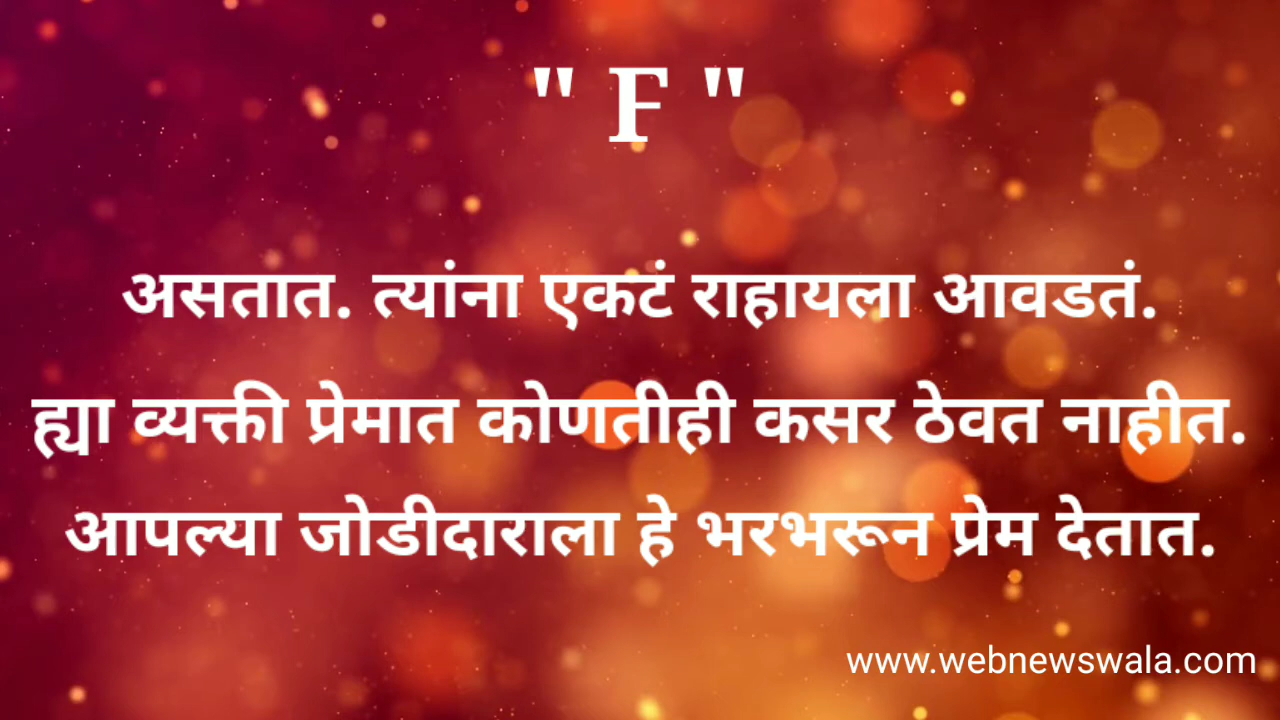 " F "
असतात. त्यांना एकटं राहायला आवडतं.
ह्या व्यक्ती प्रेमात कोणतीही कसर ठेवत नाहीत.
आपल्या जोडीदाराला हे भरभरून प्रेम देतात.
www.webnewswala.com